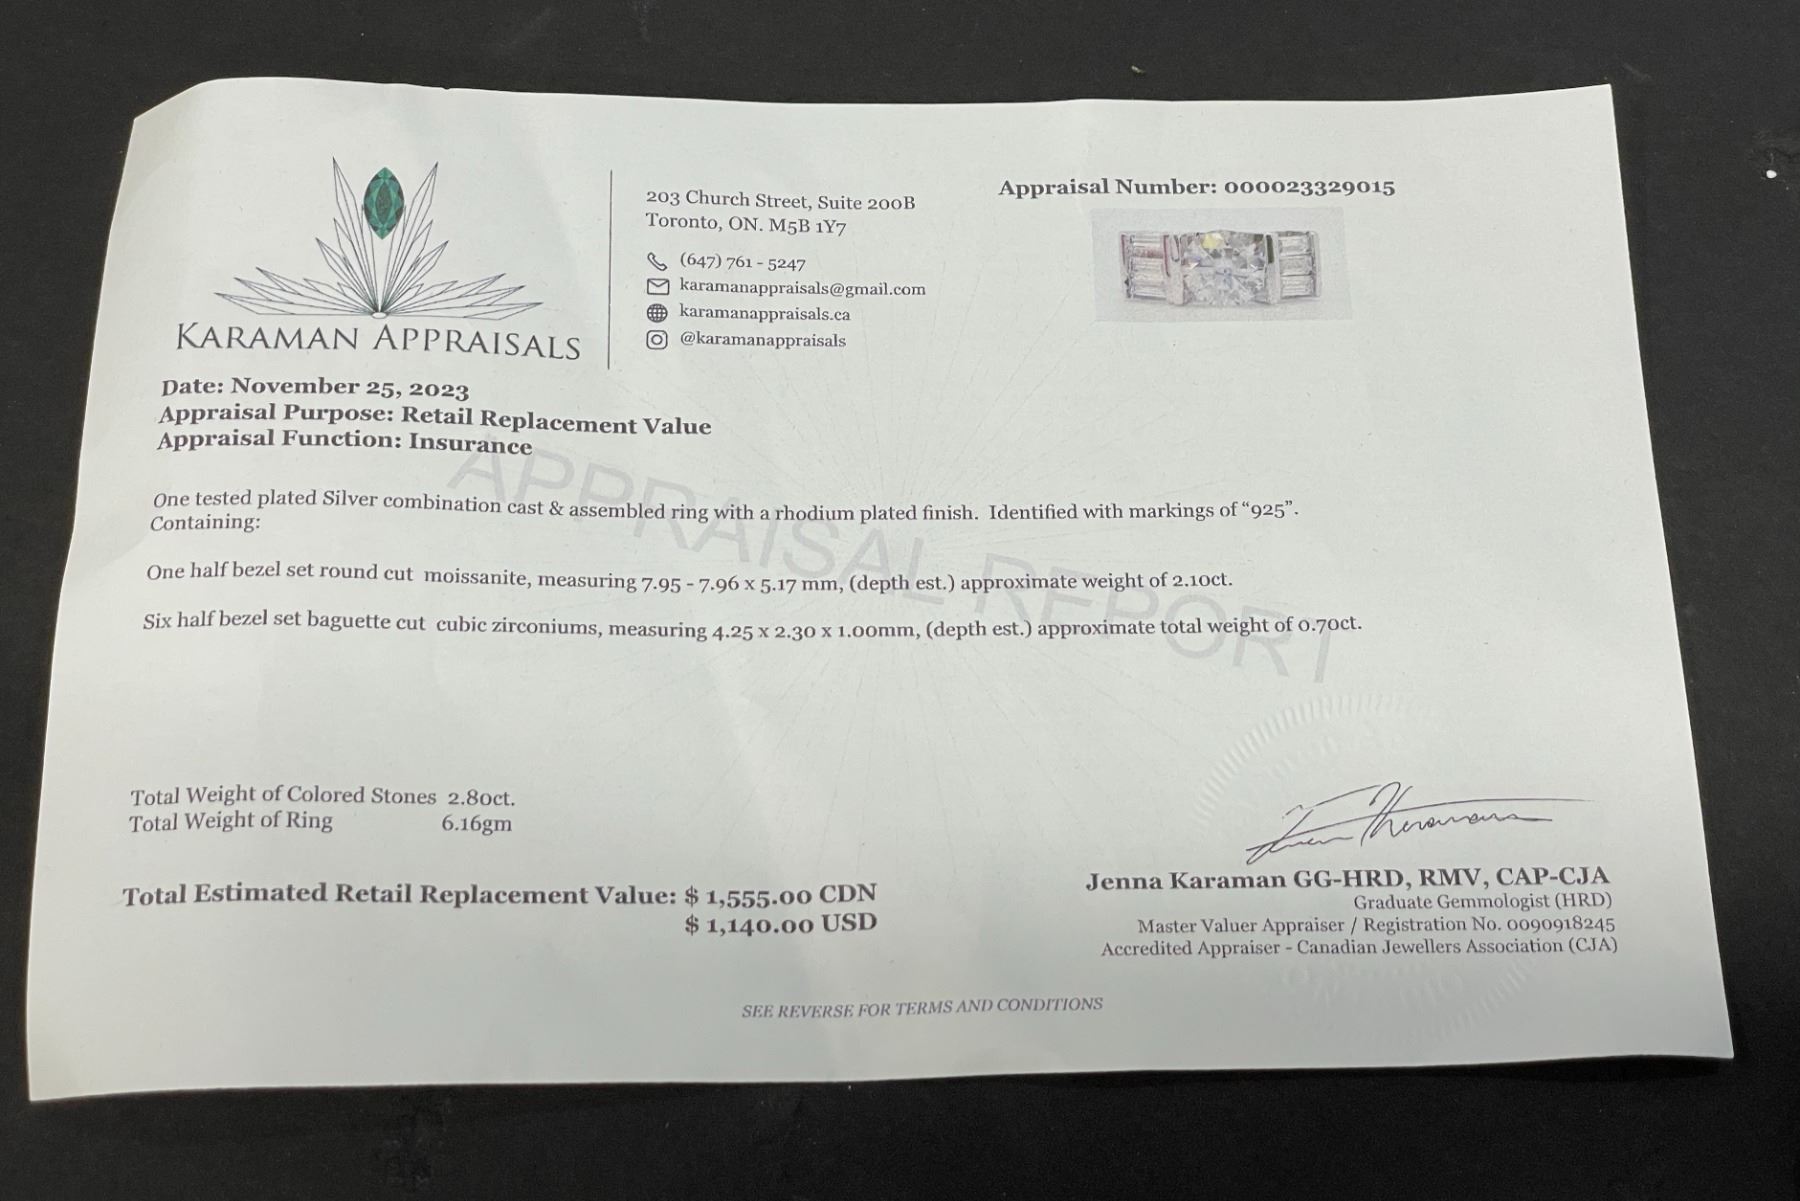 KARAMAN APPRAISALS
203 Church Street, Suite 200B
Toronto, ON. M5B 1Y7
(647) 761 - 5247
karamanappraisals@gmail.com
karamanappraisals.ca
@karamanappraisals
Appraisal Number: 000023329015
Date: November 25, 2023
Appraisal Purpose: Retail Replacement Value
Appraisal Function: Insurance
APPRAISAL REPORT
One tested plated Silver combination cast & assembled ring with a rhodium plated finish. Identified with markings of “925”.
Containing:
One half bezel set round cut moissanite, measuring 7.95 - 7.96 x 5.17 mm, (depth est.) approximate weight of 2.10ct.
Six half bezel set baguette cut cubic zirconiums, measuring 4.25 x 2.30 x 1.00mm, (depth est.) approximate total weight of 0.70ct.
Total Weight of Colored Stones 2.80ct.
Total Weight of Ring 6.16gm
Total Estimated Retail Replacement Value: $ 1,555.00 CDN
$ 1,140.00 USD
Jenna Karaman GG-HRD, RMV, CAP-CJA
Graduate Gemmologist (HRD)
Master Valuer Appraiser / Registration No. 0090918245
Accredited Appraiser - Canadian Jewellers Association (CJA)
SEE REVERSE FOR TERMS AND CONDITIONS